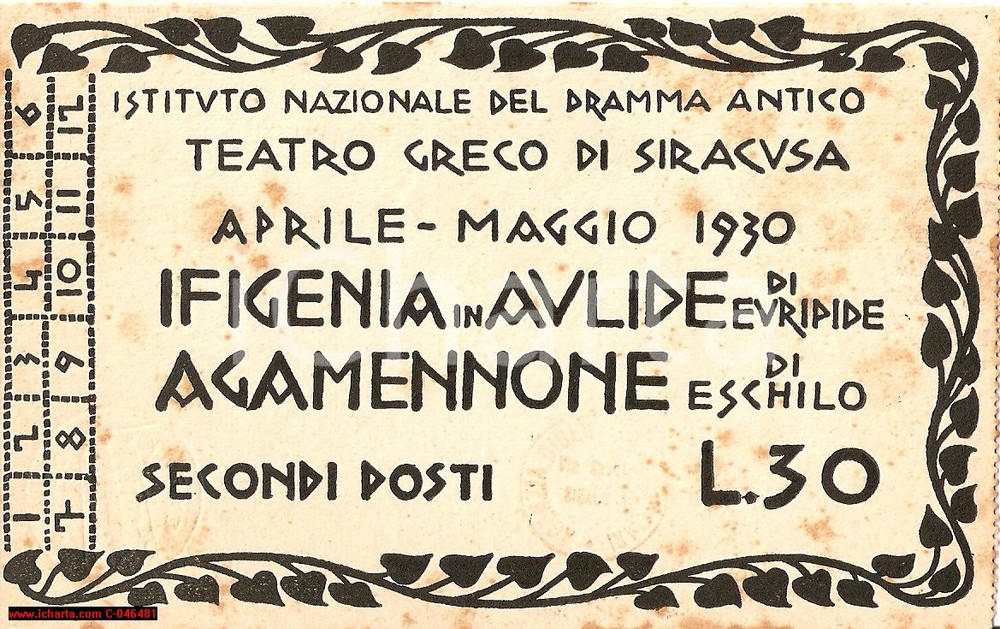 ISTITVTO NAZIONALE DEL DRAMMA ANTICO
TEATRO GRECO DI SIRACVSA
APRILE - MAGGIO 1930
IFIGENIA IN AVLIDE DI EVRIPIDE
AGAMENNONE DI ESCHILO
SECONDI POSTI L.30
6 12
5 11
4 10
3 9
2 8
1 7
icharta
www.icharta.com C-046481